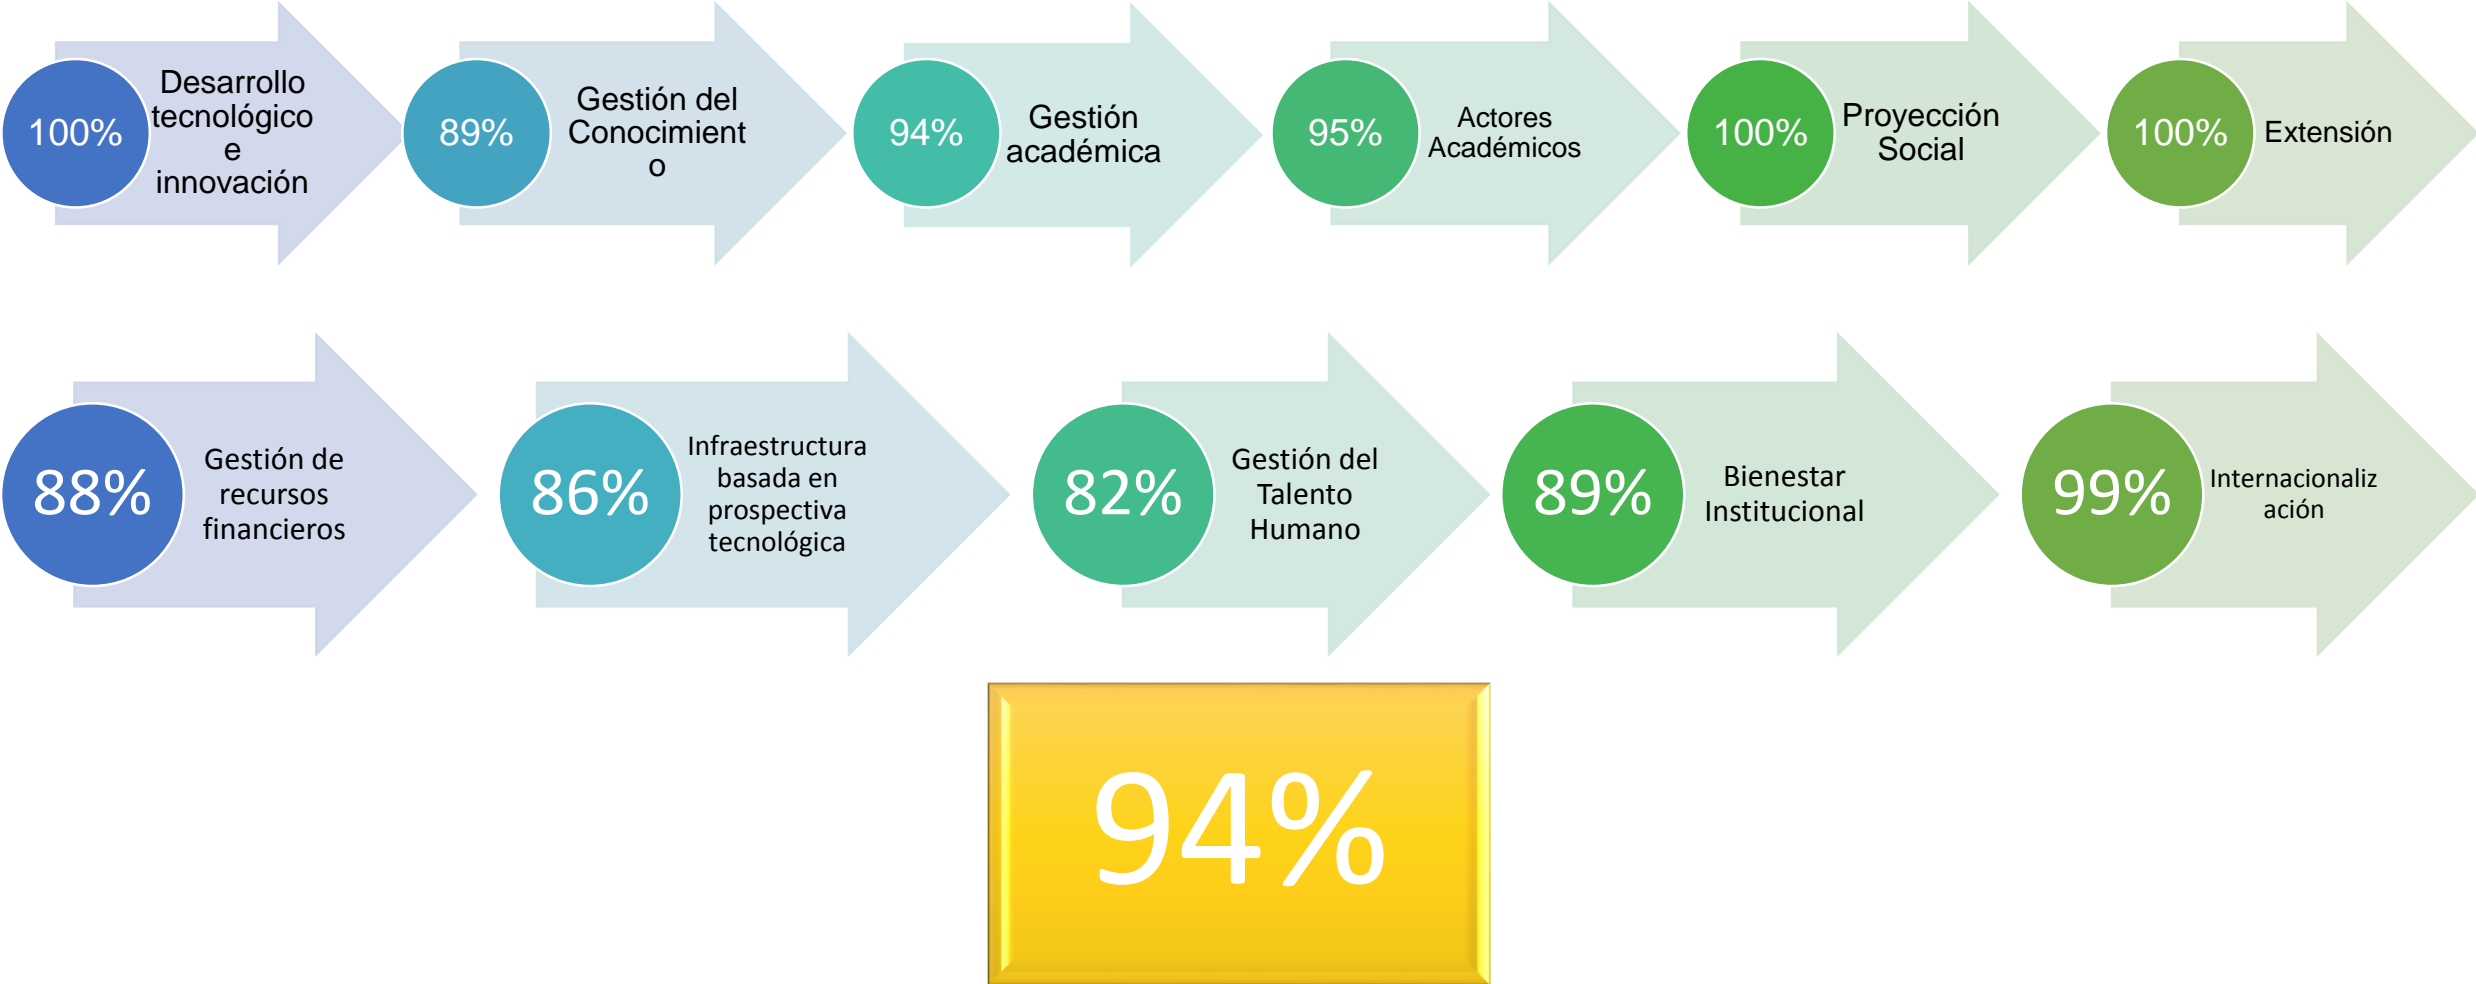 100%
Desarrollo
tecnológico
e
innovación
89%
Gestión del
Conocimient
o
94%
Gestión
académica
95%
Actores
Académicos
100%
Proyección
Social
100%
Extensión
88%
Gestión de
recursos
financieros
86%
Infraestructura
basada en
prospectiva
tecnológica
82%
Gestión del
Talento
Humano
89%
Bienestar
Institucional
99%
Internacionaliz
ación
94%